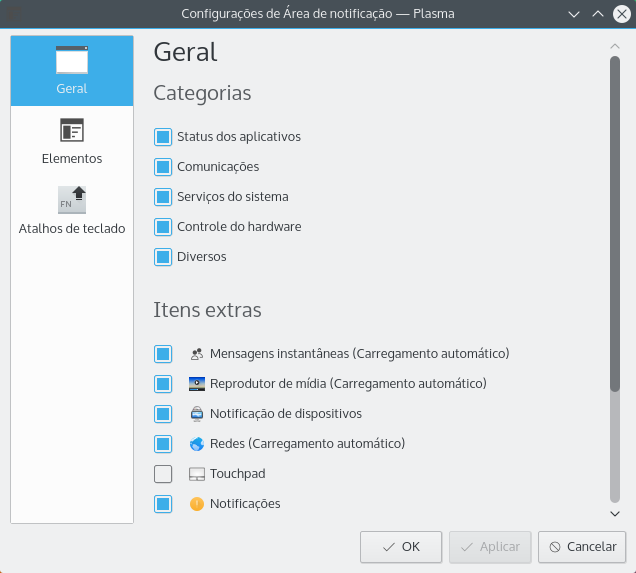 Configurações de Área de notificação — Plasma
Geral
Elementos
FN
Atalhos de teclado
Geral
Categorias
Status dos aplicativos
Comunicações
Serviços do sistema
Controle do hardware
Diversos
Itens extras
Mensagens instantâneas (Carregamento automático)
Reprodutor de mídia (Carregamento automático)
Notificação de dispositivos
Redes (Carregamento automático)
Touchpad
Notificações
OK
Aplicar
Cancelar